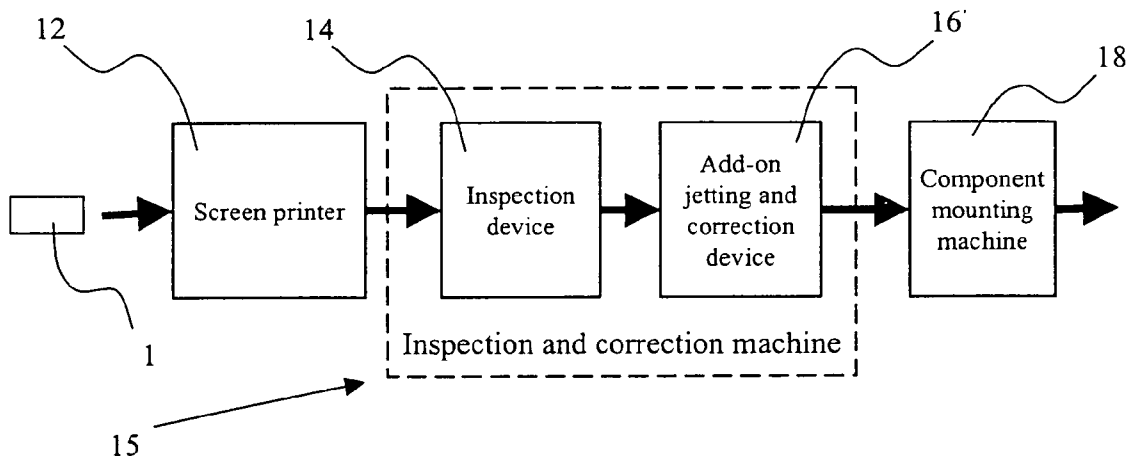 12
14
16'
18
Screen printer
Inspection
device
Add-on
jetting and
correction
device
Component
mounting
machine
1
Inspection and correction machine
15